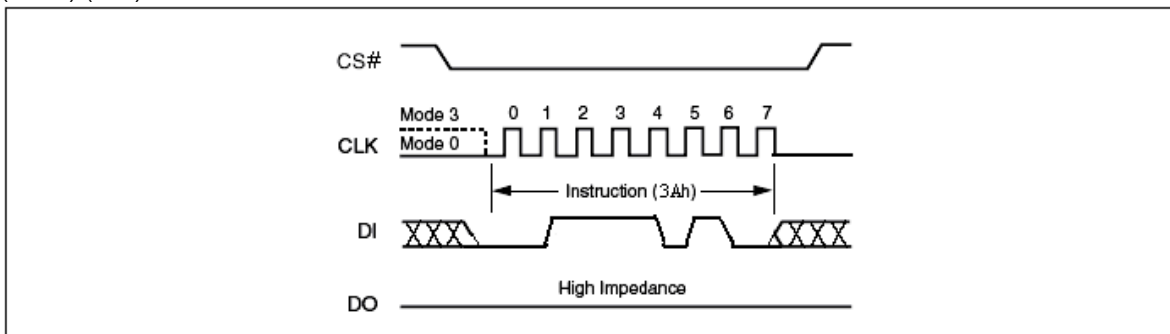 CS#
Mode 3
0 1 2 3 4 5 6 7
CLK
Mode 0
Instruction (3Ah)
DI
High Impedance
DO